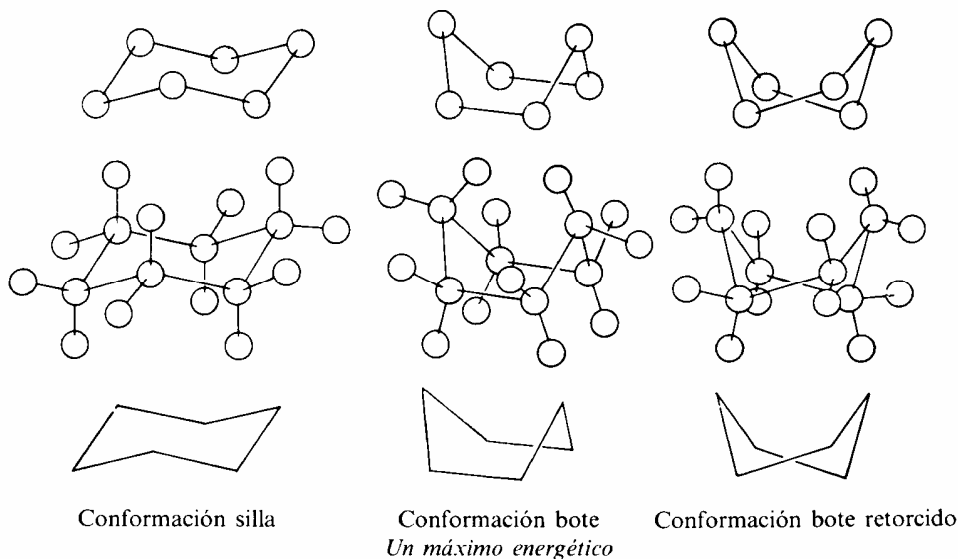 Conformación silla
Conformación bote
Un máximo energético
Conformación bote retorcido